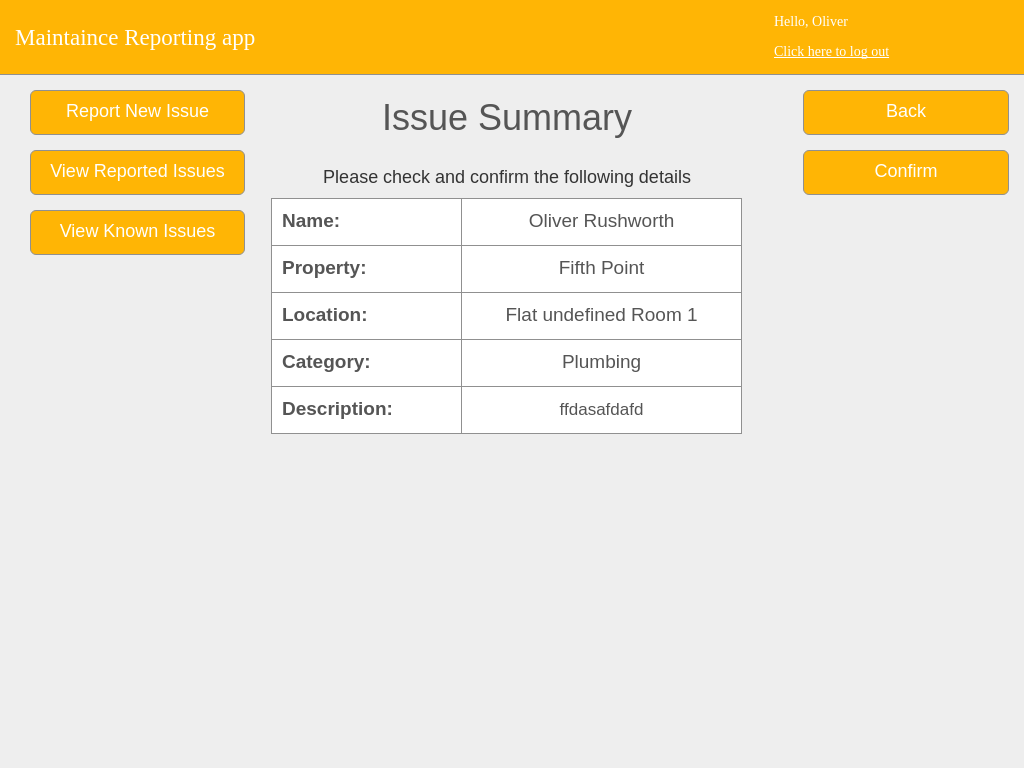 Maintaince Reporting app
Hello, Oliver
Click here to log out
Report New Issue
View Reported Issues
View Known Issues
Issue Summary
Please check and confirm the following details
Name: Oliver Rushworth
Property: Fifth Point
Location: Flat undefined Room 1
Category: Plumbing
Description: ffdasafdafd
Back
Confirm